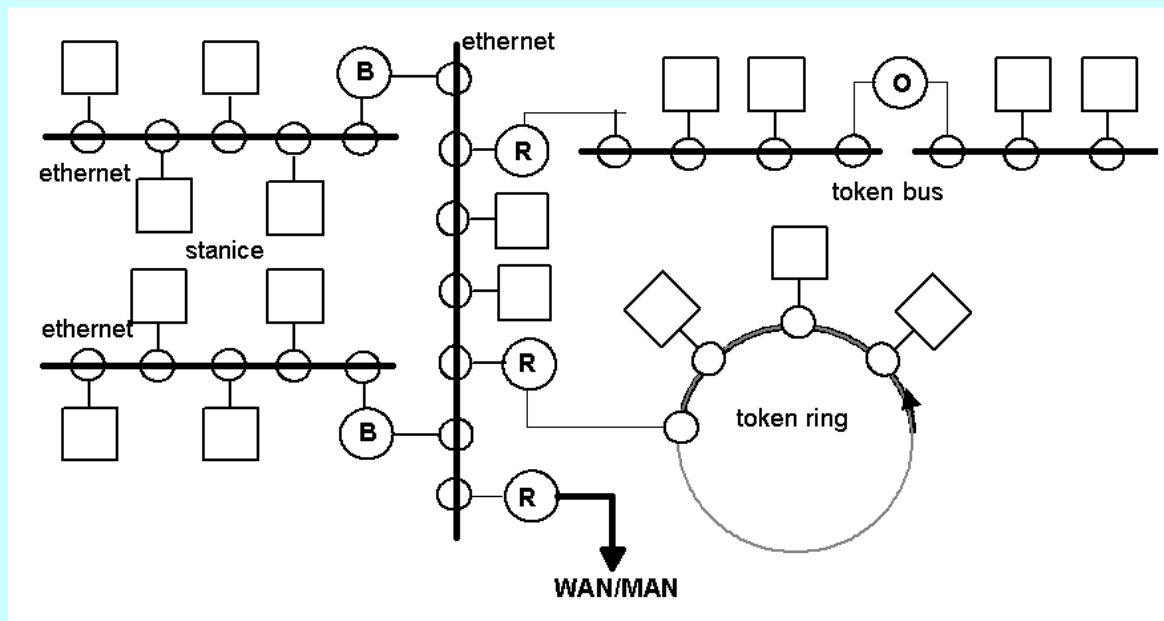 ethernet
B
O
R
ethernet
token bus
stanice
ethernet
R
token ring
B
R
WAN/MAN